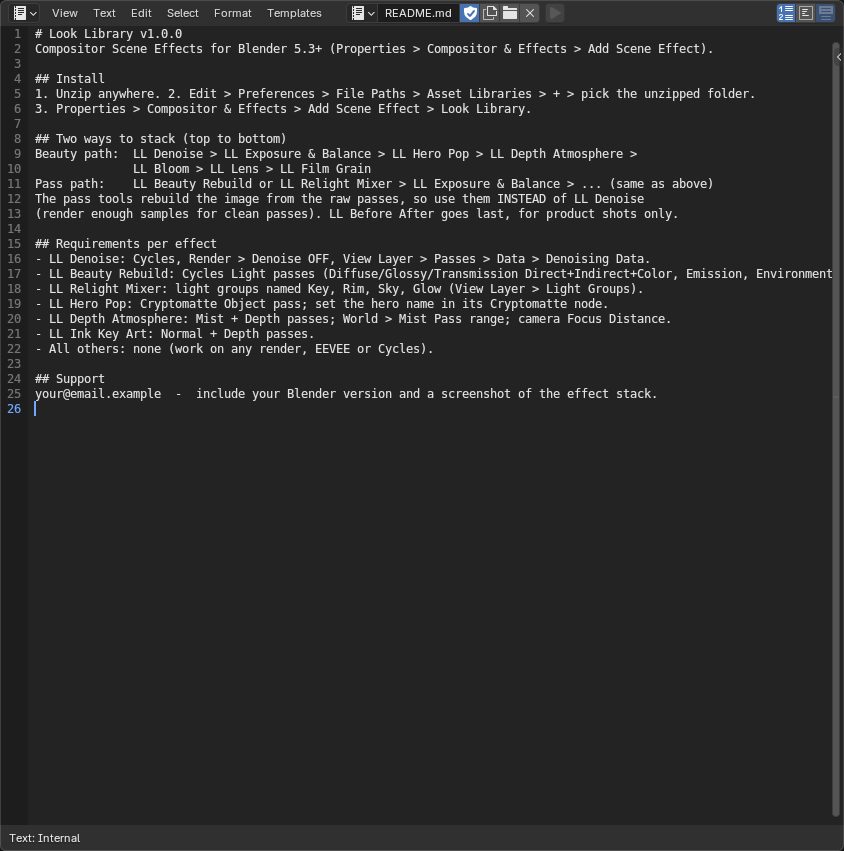 View Text Edit Select Format Templates README.md
1 # Look Library v1.0.0
2 Compositor Scene Effects for Blender 5.3+ (Properties > Compositor & Effects > Add Scene Effect).
3
4 ## Install
5 1. Unzip anywhere. 2. Edit > Preferences > File Paths > Asset Libraries > + > pick the unzipped folder.
6 3. Properties > Compositor & Effects > Add Scene Effect > Look Library.
7
8 ## Two ways to stack (top to bottom)
9 Beauty path:  LL Denoise > LL Exposure & Balance > LL Hero Pop > LL Depth Atmosphere >
10               LL Bloom > LL Lens > LL Film Grain
11 Pass path:    LL Beauty Rebuild or LL Relight Mixer > LL Exposure & Balance > ... (same as above)
12 The pass tools rebuild the image from the raw passes, so use them INSTEAD of LL Denoise
13 (render enough samples for clean passes). LL Before After goes last, for product shots only.
14
15 ## Requirements per effect
16 - LL Denoise: Cycles, Render > Denoise OFF, View Layer > Passes > Data > Denoising Data.
17 - LL Beauty Rebuild: Cycles Light passes (Diffuse/Glossy/Transmission Direct+Indirect+Color, Emission, Environment
18 - LL Relight Mixer: light groups named Key, Rim, Sky, Glow (View Layer > Light Groups).
19 - LL Hero Pop: Cryptomatte Object pass; set the hero name in its Cryptomatte node.
20 - LL Depth Atmosphere: Mist + Depth passes; World > Mist Pass range; camera Focus Distance.
21 - LL Ink Key Art: Normal + Depth passes.
22 - All others: none (work on any render, EEVEE or Cycles).
23
24 ## Support
25 your@email.example  -  include your Blender version and a screenshot of the effect stack.
26
Text: Internal